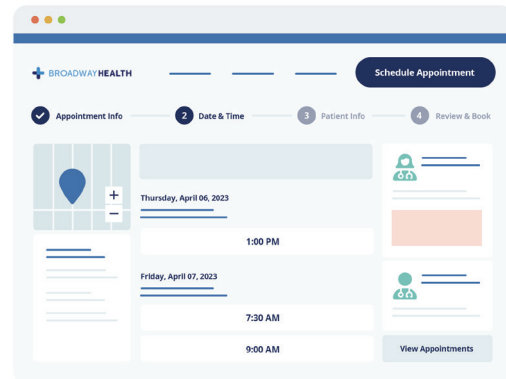 BROADWAYHEALTH
Schedule Appointment
Appointment Info
2 Date & Time
3 Patient Info
4 Review & Book
+
−
Thursday, April 06, 2023
1:00 PM
Friday, April 07, 2023
7:30 AM
9:00 AM
View Appointments